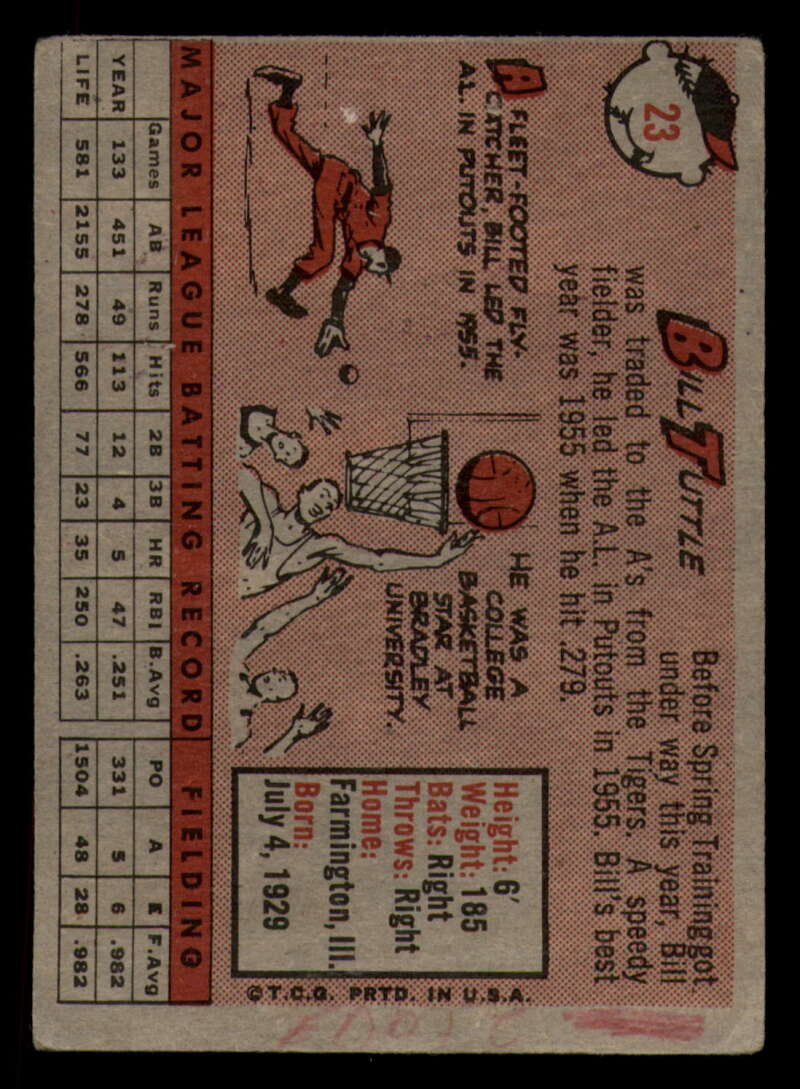 23
BILL TUTTLE
Before Spring Training got
under way this year, Bill
was traded to the A's from the Tigers. A speedy
fielder, he led the A.L. in Putouts in 1955. Bill's best
year was 1955 when he hit .279.
A FLEET-FOOTED FLY-
CATCHER, BILL LED THE
A.L. IN PUTOUTS IN 1955.
HE WAS A
COLLEGE
BASKETBALL
STAR AT
BRADLEY
UNIVERSITY.
Height: 6'
Weight: 185
Bats: Right
Throws: Right
Home:
Farmington, Ill.
Born:
July 4, 1929
©T.C.G. PRTD. IN U.S.A.
MAJOR LEAGUE BATTING RECORD FIELDING
Games AB Runs Hits 2B 3B HR RBI B.Avg PO A E F.Avg
YEAR 133 451 49 113 12 4 5 47 .251 331 5 6 .982
LIFE 581 2155 278 566 77 23 35 250 .263 1504 48 28 .982